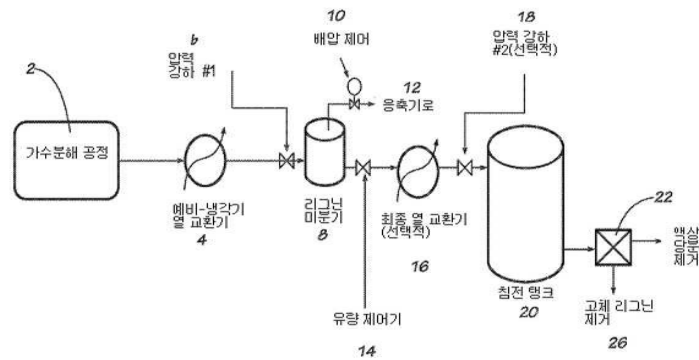 10
배압 제어
18
압력 강하
#2(선택적)
6
압력
강하 #1
12
응축기로
2
가수분해 공정
22
액상
당분
제거
예비-냉각기
열 교환기
4
리그닌
미분기
8
최종 열 교환기
(선택적)
16
침전 탱크
20
고체 리그닌
제거
26
유량 제어기
14